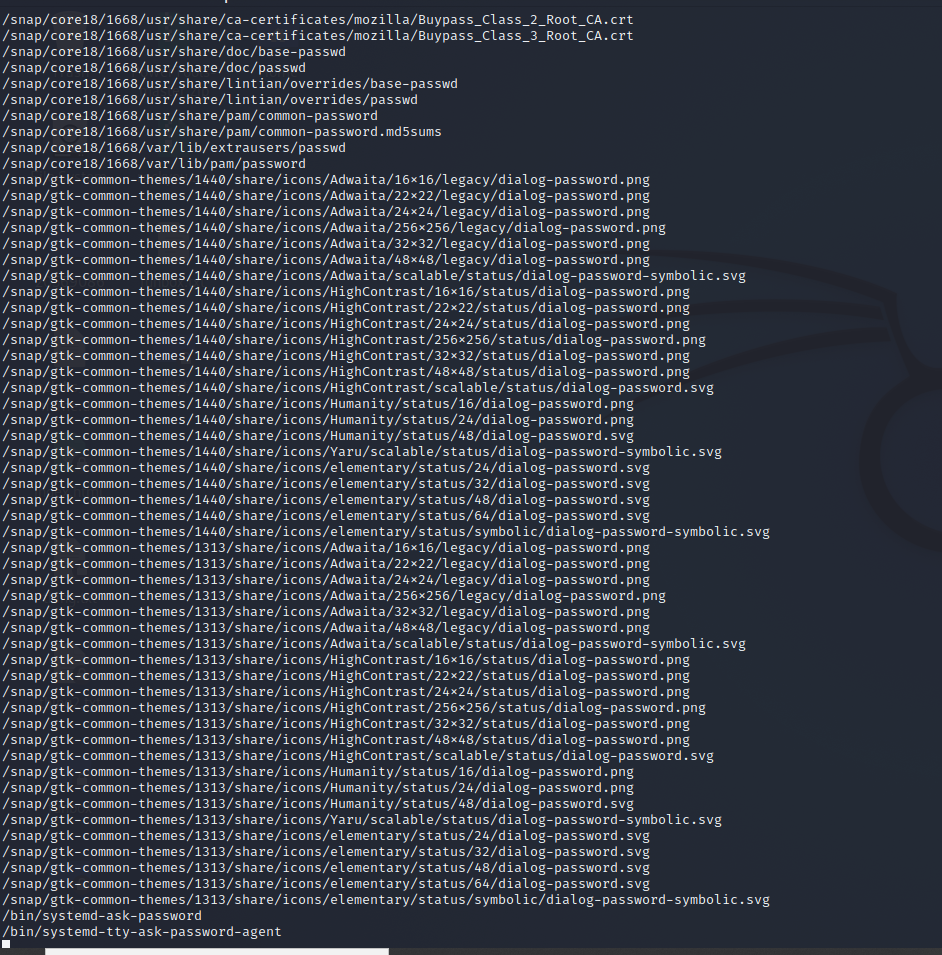 /snap/core18/1668/usr/share/ca-certificates/mozilla/Buypass_Class_2_Root_CA.crt
/snap/core18/1668/usr/share/ca-certificates/mozilla/Buypass_Class_3_Root_CA.crt
/snap/core18/1668/usr/share/doc/base-passwd
/snap/core18/1668/usr/share/doc/passwd
/snap/core18/1668/usr/share/lintian/overrides/base-passwd
/snap/core18/1668/usr/share/lintian/overrides/passwd
/snap/core18/1668/usr/share/pam/common-password
/snap/core18/1668/usr/share/pam/common-password.md5sums
/snap/core18/1668/var/lib/extrausers/passwd
/snap/core18/1668/var/lib/pam/password
/snap/gtk-common-themes/1440/share/icons/Adwaita/16×16/legacy/dialog-password.png
/snap/gtk-common-themes/1440/share/icons/Adwaita/22×22/legacy/dialog-password.png
/snap/gtk-common-themes/1440/share/icons/Adwaita/24×24/legacy/dialog-password.png
/snap/gtk-common-themes/1440/share/icons/Adwaita/256×256/legacy/dialog-password.png
/snap/gtk-common-themes/1440/share/icons/Adwaita/32×32/legacy/dialog-password.png
/snap/gtk-common-themes/1440/share/icons/Adwaita/48×48/legacy/dialog-password.png
/snap/gtk-common-themes/1440/share/icons/Adwaita/scalable/status/dialog-password-symbolic.svg
/snap/gtk-common-themes/1440/share/icons/HighContrast/16×16/status/dialog-password.png
/snap/gtk-common-themes/1440/share/icons/HighContrast/22×22/status/dialog-password.png
/snap/gtk-common-themes/1440/share/icons/HighContrast/24×24/status/dialog-password.png
/snap/gtk-common-themes/1440/share/icons/HighContrast/256×256/status/dialog-password.png
/snap/gtk-common-themes/1440/share/icons/HighContrast/32×32/status/dialog-password.png
/snap/gtk-common-themes/1440/share/icons/HighContrast/48×48/status/dialog-password.png
/snap/gtk-common-themes/1440/share/icons/HighContrast/scalable/status/dialog-password.svg
/snap/gtk-common-themes/1440/share/icons/Humanity/status/16/dialog-password.png
/snap/gtk-common-themes/1440/share/icons/Humanity/status/24/dialog-password.png
/snap/gtk-common-themes/1440/share/icons/Humanity/status/48/dialog-password.svg
/snap/gtk-common-themes/1440/share/icons/Yaru/scalable/status/dialog-password-symbolic.svg
/snap/gtk-common-themes/1440/share/icons/elementary/status/24/dialog-password.svg
/snap/gtk-common-themes/1440/share/icons/elementary/status/32/dialog-password.svg
/snap/gtk-common-themes/1440/share/icons/elementary/status/48/dialog-password.svg
/snap/gtk-common-themes/1440/share/icons/elementary/status/64/dialog-password.svg
/snap/gtk-common-themes/1440/share/icons/elementary/status/symbolic/dialog-password-symbolic.svg
/snap/gtk-common-themes/1313/share/icons/Adwaita/16×16/legacy/dialog-password.png
/snap/gtk-common-themes/1313/share/icons/Adwaita/22×22/legacy/dialog-password.png
/snap/gtk-common-themes/1313/share/icons/Adwaita/24×24/legacy/dialog-password.png
/snap/gtk-common-themes/1313/share/icons/Adwaita/256×256/legacy/dialog-password.png
/snap/gtk-common-themes/1313/share/icons/Adwaita/32×32/legacy/dialog-password.png
/snap/gtk-common-themes/1313/share/icons/Adwaita/48×48/legacy/dialog-password.png
/snap/gtk-common-themes/1313/share/icons/Adwaita/scalable/status/dialog-password-symbolic.svg
/snap/gtk-common-themes/1313/share/icons/HighContrast/16×16/status/dialog-password.png
/snap/gtk-common-themes/1313/share/icons/HighContrast/22×22/status/dialog-password.png
/snap/gtk-common-themes/1313/share/icons/HighContrast/24×24/status/dialog-password.png
/snap/gtk-common-themes/1313/share/icons/HighContrast/256×256/status/dialog-password.png
/snap/gtk-common-themes/1313/share/icons/HighContrast/32×32/status/dialog-password.png
/snap/gtk-common-themes/1313/share/icons/HighContrast/48×48/status/dialog-password.png
/snap/gtk-common-themes/1313/share/icons/HighContrast/scalable/status/dialog-password.svg
/snap/gtk-common-themes/1313/share/icons/Humanity/status/16/dialog-password.png
/snap/gtk-common-themes/1313/share/icons/Humanity/status/24/dialog-password.png
/snap/gtk-common-themes/1313/share/icons/Humanity/status/48/dialog-password.svg
/snap/gtk-common-themes/1313/share/icons/Yaru/scalable/status/dialog-password-symbolic.svg
/snap/gtk-common-themes/1313/share/icons/elementary/status/24/dialog-password.svg
/snap/gtk-common-themes/1313/share/icons/elementary/status/32/dialog-password.svg
/snap/gtk-common-themes/1313/share/icons/elementary/status/48/dialog-password.svg
/snap/gtk-common-themes/1313/share/icons/elementary/status/64/dialog-password.svg
/snap/gtk-common-themes/1313/share/icons/elementary/status/symbolic/dialog-password-symbolic.svg
/bin/systemd-ask-password
/bin/systemd-tty-ask-password-agent